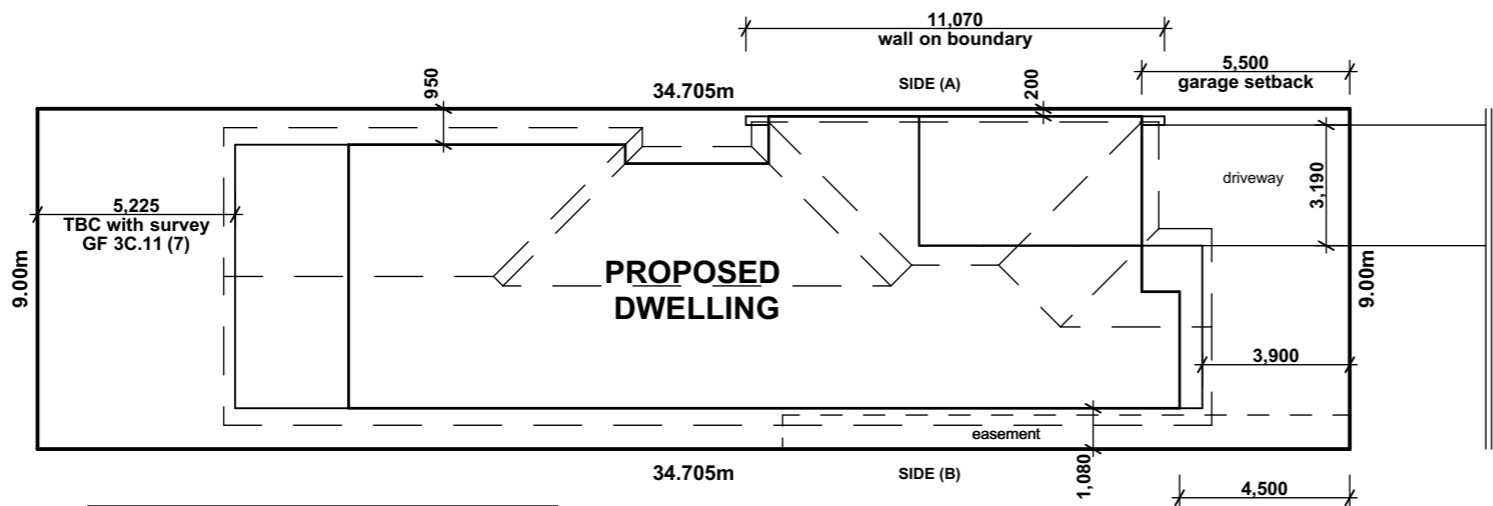 11,070
wall on boundary
5,500
garage setback
950
34.705m
SIDE (A)
200
driveway
3,190
5,225
TBC with survey
GF 3C.11 (7)
9.00m
PROPOSED
DWELLING
9.00m
3,900
easement
1,080
34.705m
SIDE (B)
4,500